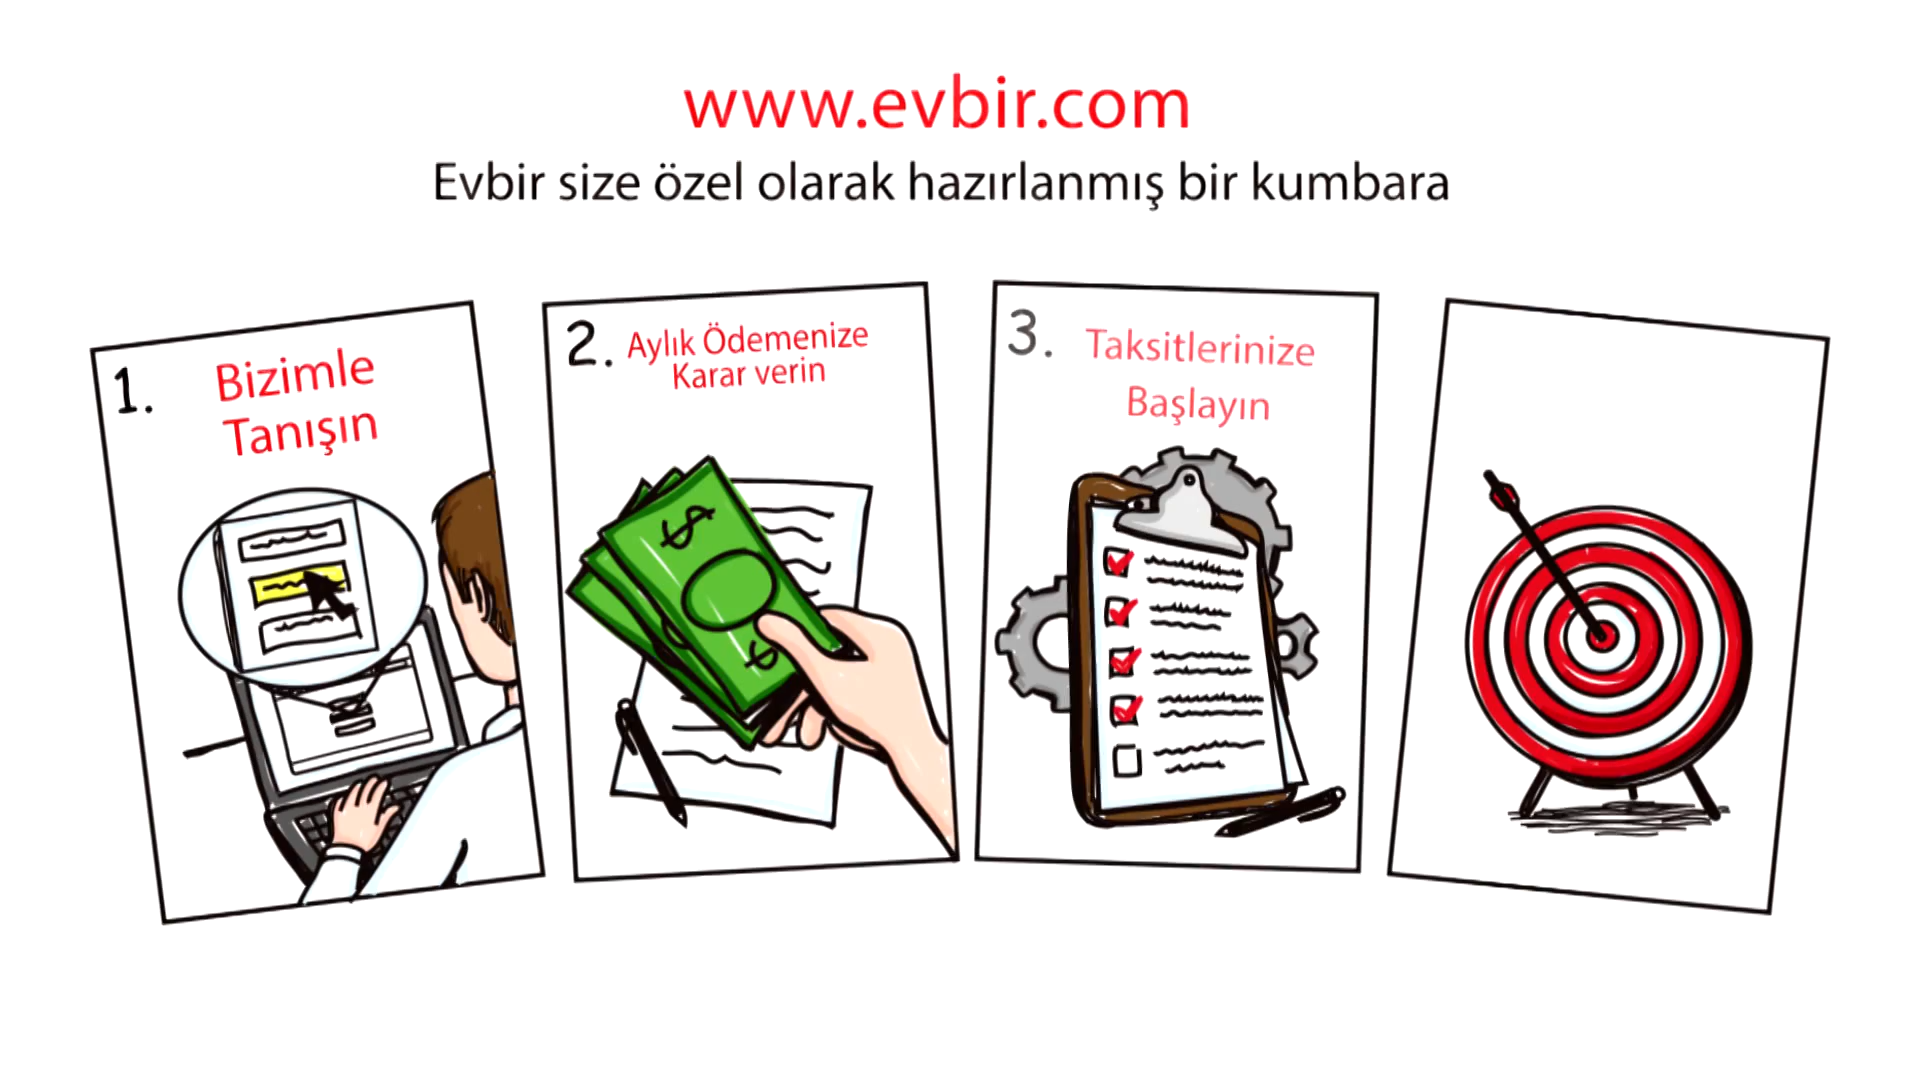 www.evbir.com
Evbir size özel olarak hazırlanmış bir kumbara
1.
Bizimle
Tanışın
2.
Aylık Ödemenize
Karar verin
3.
Taksitlerinize
Başlayın
$
$